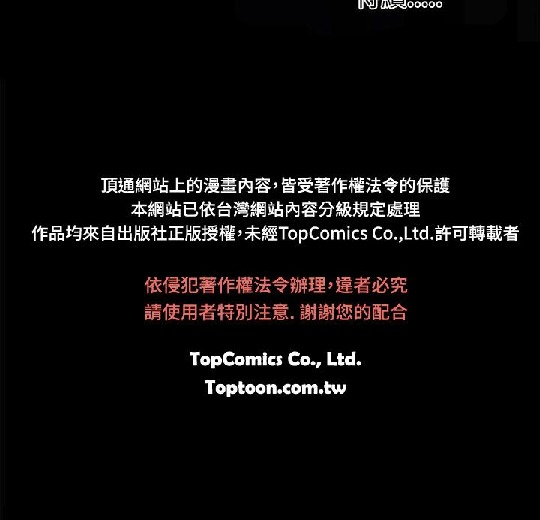 頂通網站上的漫畫內容，皆受著作權法令的保護
本網站已依台灣網站內容分級規定處理
作品均來自出版社正版授權，未經TopComics Co.,Ltd.許可轉載者
依侵犯著作權法令辦理，違者必究
請使用者特別注意. 謝謝您的配合
TopComics Co., Ltd.
Toptoon.com.tw